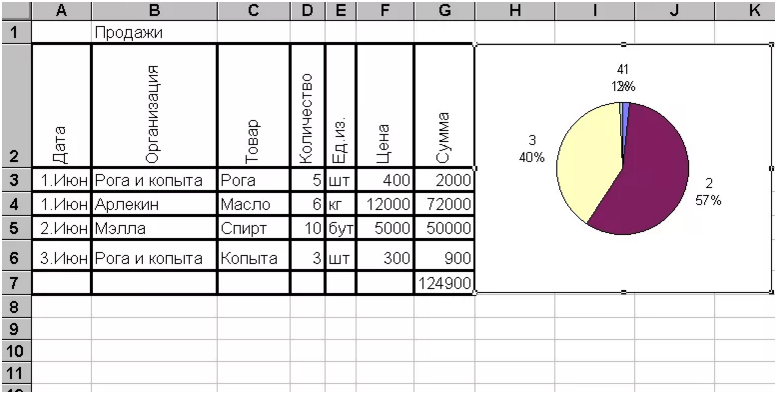 A B C D E F G H I J K
1 Продажи
2 Дата Организация Товар Количество Ед.из. Цена Сумма
3 1.Июн Рога и копыта Рога 5 шт 400 2000
4 1.Июн Арлекин Масло 6 кг 12000 72000
5 2.Июн Мэлла Спирт 10 бут 5000 50000
6 3.Июн Рога и копыта Копыта 3 шт 300 900
7 124900
8
9
10
11
3
40%
2
57%